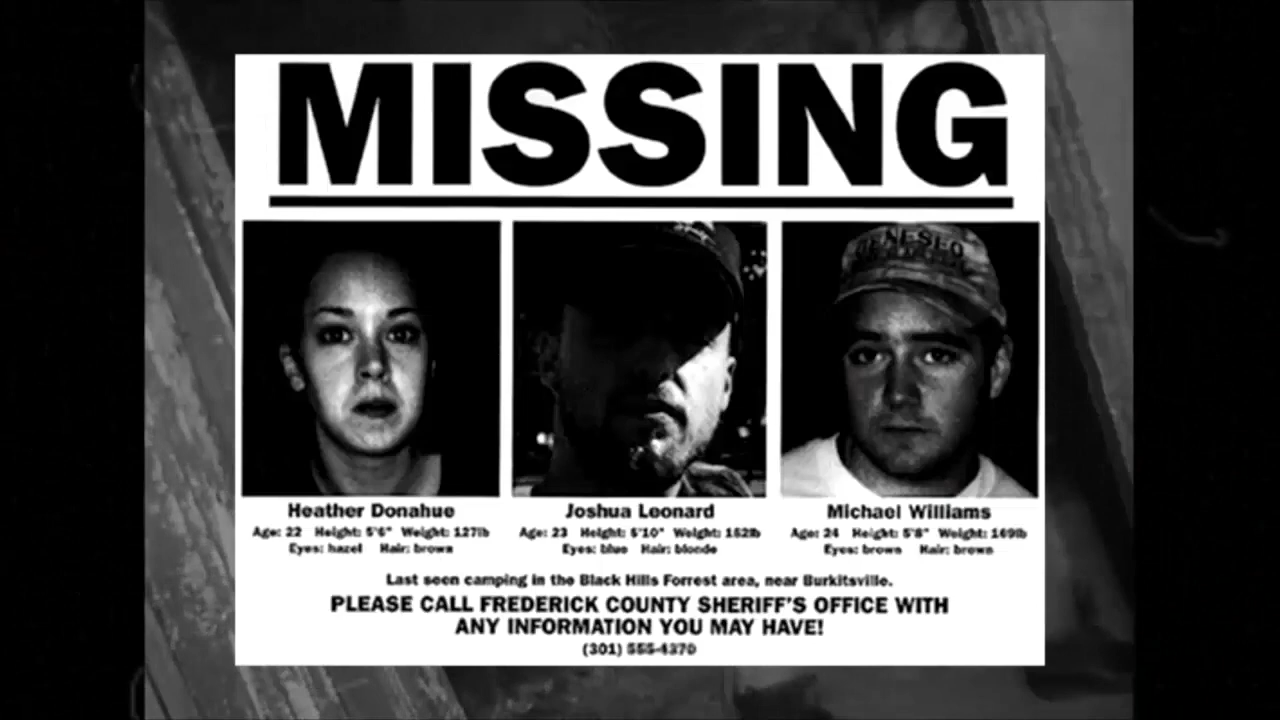 MISSING
GENESEO
Heather Donahue
Age: 22 Height: 5'6" Weight: 127lb
Eyes: hazel Hair: brown
Joshua Leonard
Age: 23 Height: 5'10" Weight: 152lb
Eyes: blue Hair: blonde
Michael Williams
Age: 24 Height: 5'8" Weight: 169lb
Eyes: brown Hair: brown
Last seen camping in the Black Hills Forrest area, near Burkitsville.
PLEASE CALL FREDERICK COUNTY SHERIFF'S OFFICE WITH
ANY INFORMATION YOU MAY HAVE!
(301) 555-4370